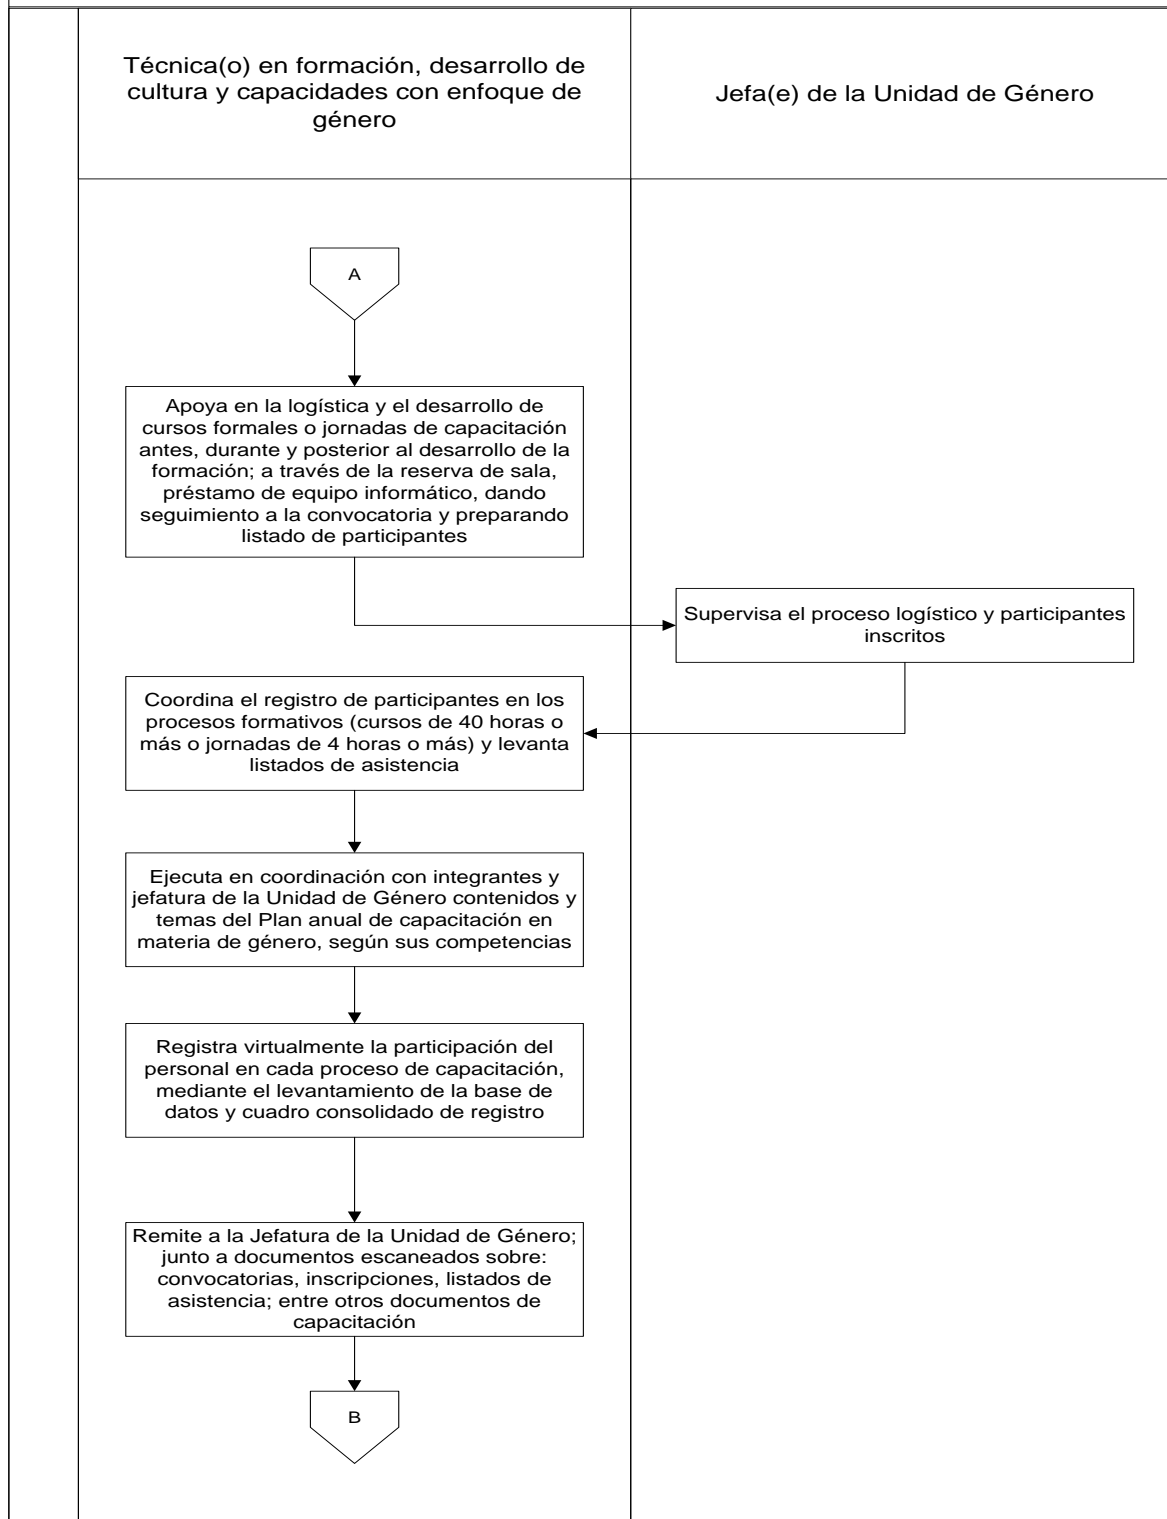 Técnica(o) en formación, desarrollo de
cultura y capacidades con enfoque de
género
Jefa(e) de la Unidad de Género
A
Apoya en la logística y el desarrollo de
cursos formales o jornadas de capacitación
antes, durante y posterior al desarrollo de la
formación; a través de la reserva de sala,
préstamo de equipo informático, dando
seguimiento a la convocatoria y preparando
listado de participantes
Supervisa el proceso logístico y participantes
inscritos
Coordina el registro de participantes en los
procesos formativos (cursos de 40 horas o
más o jornadas de 4 horas o más) y levanta
listados de asistencia
Ejecuta en coordinación con integrantes y
jefatura de la Unidad de Género contenidos y
temas del Plan anual de capacitación en
materia de género, según sus competencias
Registra virtualmente la participación del
personal en cada proceso de capacitación,
mediante el levantamiento de la base de
datos y cuadro consolidado de registro
Remite a la Jefatura de la Unidad de Género;
junto a documentos escaneados sobre:
convocatorias, inscripciones, listados de
asistencia; entre otros documentos de
capacitación
B